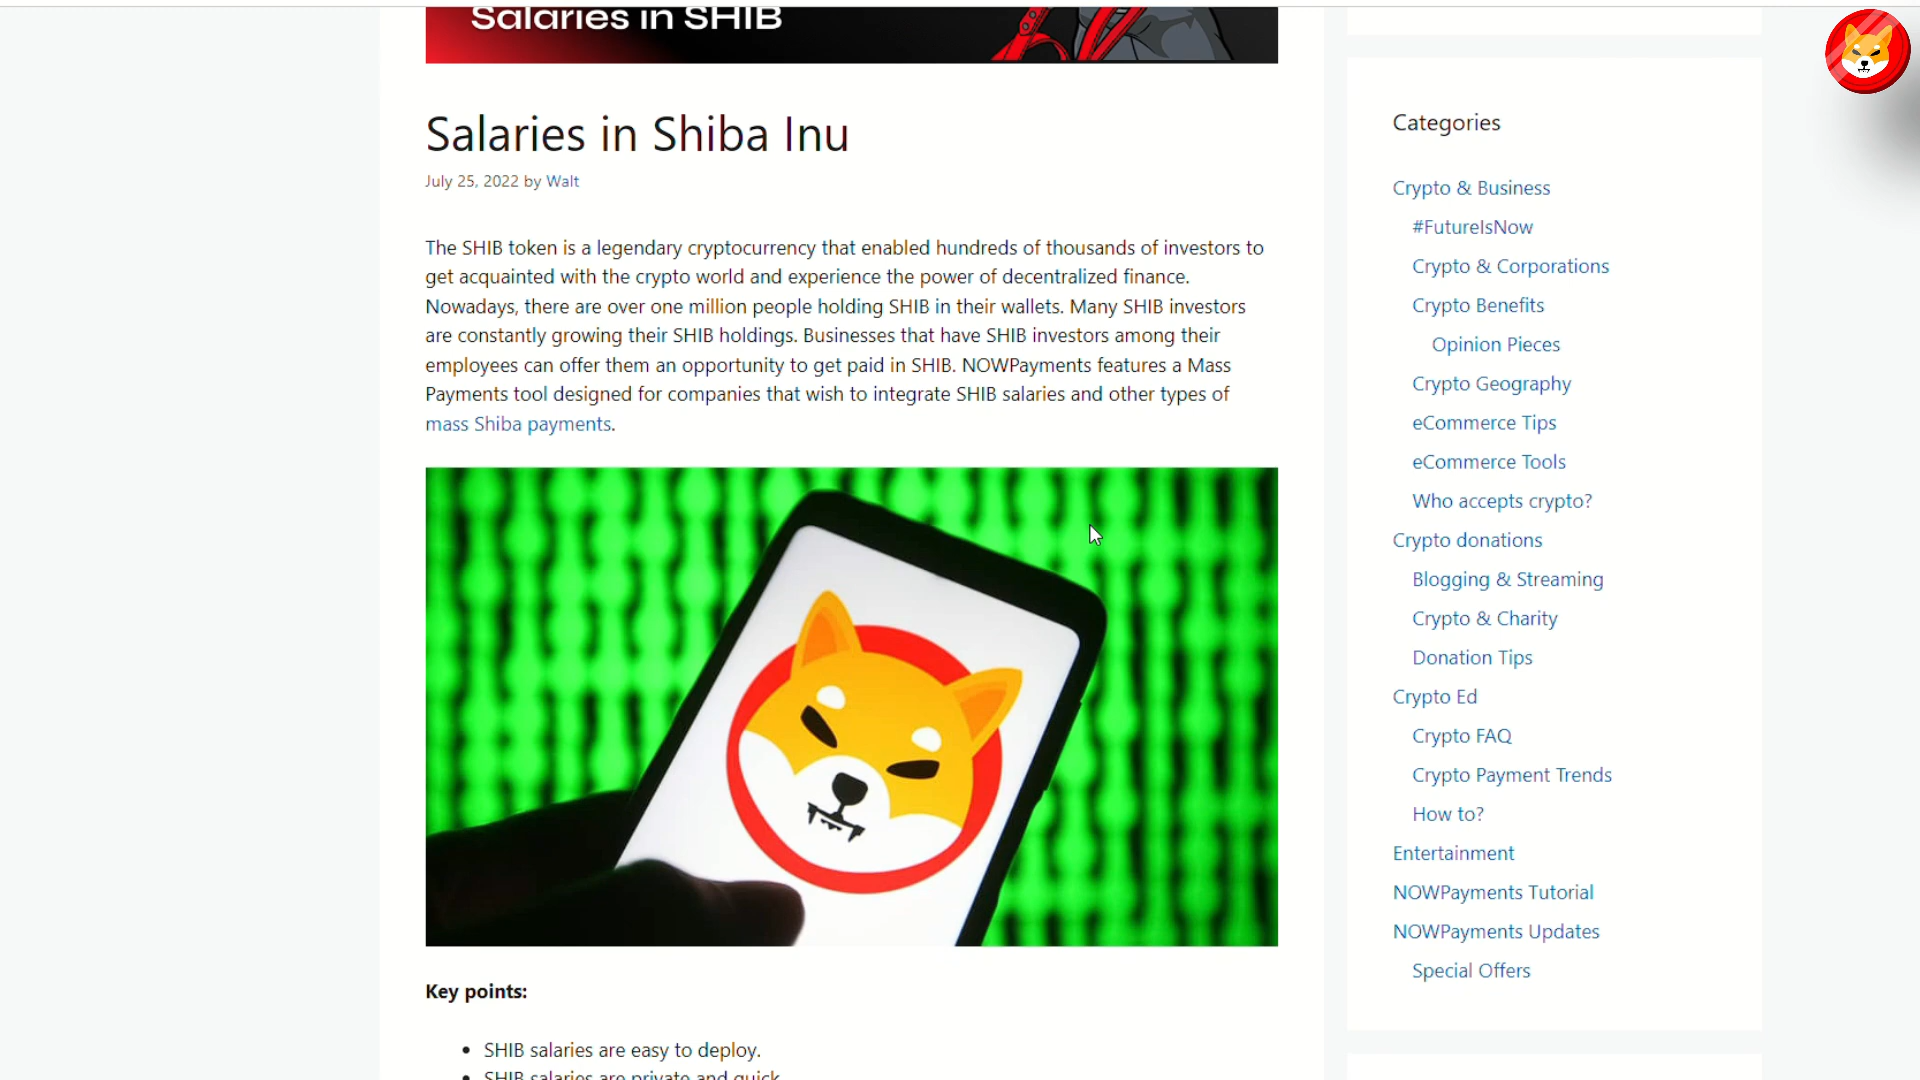 Salaries in SHIB
Salaries in Shiba Inu
July 25, 2022 by Walt
The SHIB token is a legendary cryptocurrency that enabled hundreds of thousands of investors to
get acquainted with the crypto world and experience the power of decentralized finance.
Nowadays, there are over one million people holding SHIB in their wallets. Many SHIB investors
are constantly growing their SHIB holdings. Businesses that have SHIB investors among their
employees can offer them an opportunity to get paid in SHIB. NOWPayments features a Mass
Payments tool designed for companies that wish to integrate SHIB salaries and other types of
mass Shiba payments.
Key points:
• SHIB salaries are easy to deploy.
• SHIB salaries are private and quick
Categories
Crypto & Business
#FutureIsNow
Crypto & Corporations
Crypto Benefits
Opinion Pieces
Crypto Geography
eCommerce Tips
eCommerce Tools
Who accepts crypto?
Crypto donations
Blogging & Streaming
Crypto & Charity
Donation Tips
Crypto Ed
Crypto FAQ
Crypto Payment Trends
How to?
Entertainment
NOWPayments Tutorial
NOWPayments Updates
Special Offers